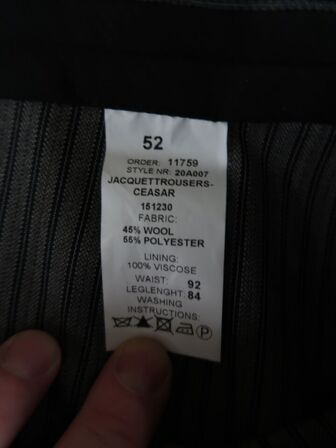 52
ORDER: 11759
STYLE NR: 20A007
JACQUETTROUSERS-
CEASAR
151230
FABRIC:
45% WOOL
55% POLYESTER
LINING:
100% VISCOSE
WAIST: 92
LEGLENGHT: 84
WASHING
INSTRUCTIONS:
P